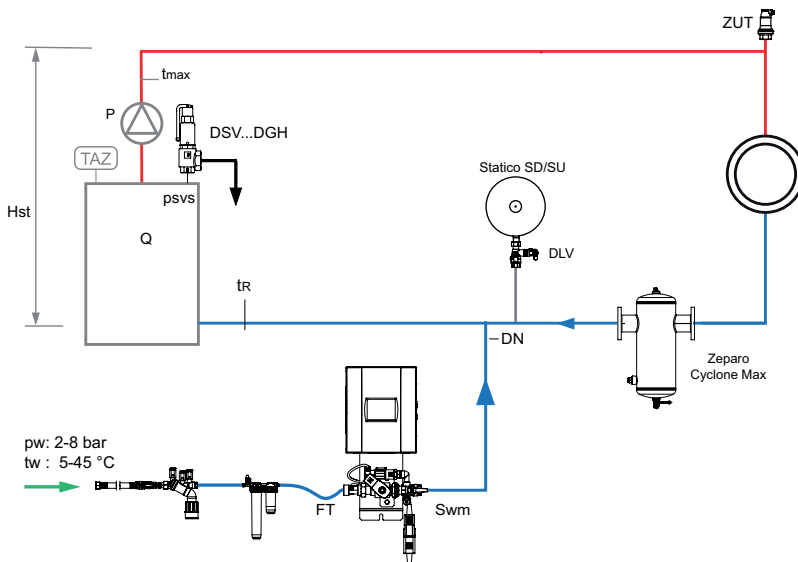 ZUT
tmax
P
DSV...DGH
TAZ
Statico SD/SU
psvs
Hst
Q
DLV
tR
DN
Zeparo
Cyclone Max
pw: 2-8 bar
tw : 5-45 °C
FT
Swm